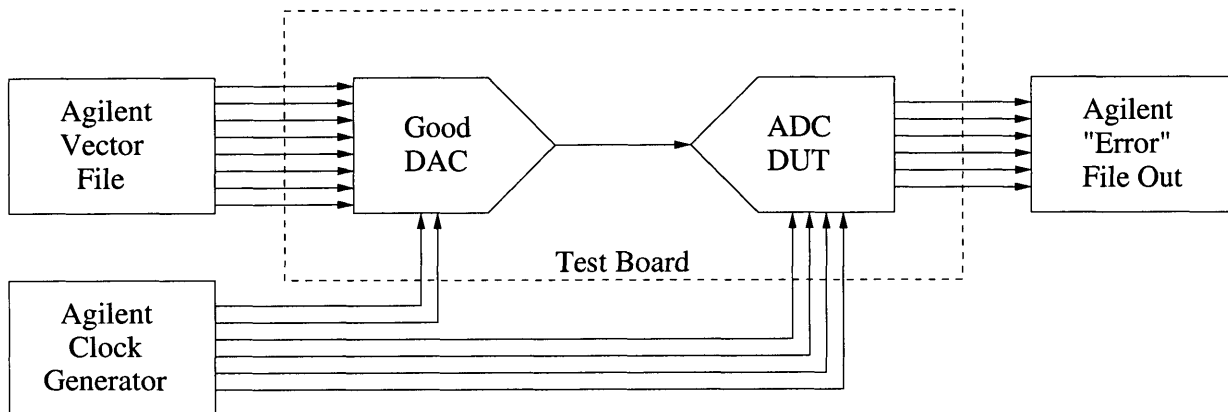 Agilent
Vector
File
Good
DAC
ADC
DUT
Agilent
"Error"
File Out
Test Board
Agilent
Clock
Generator